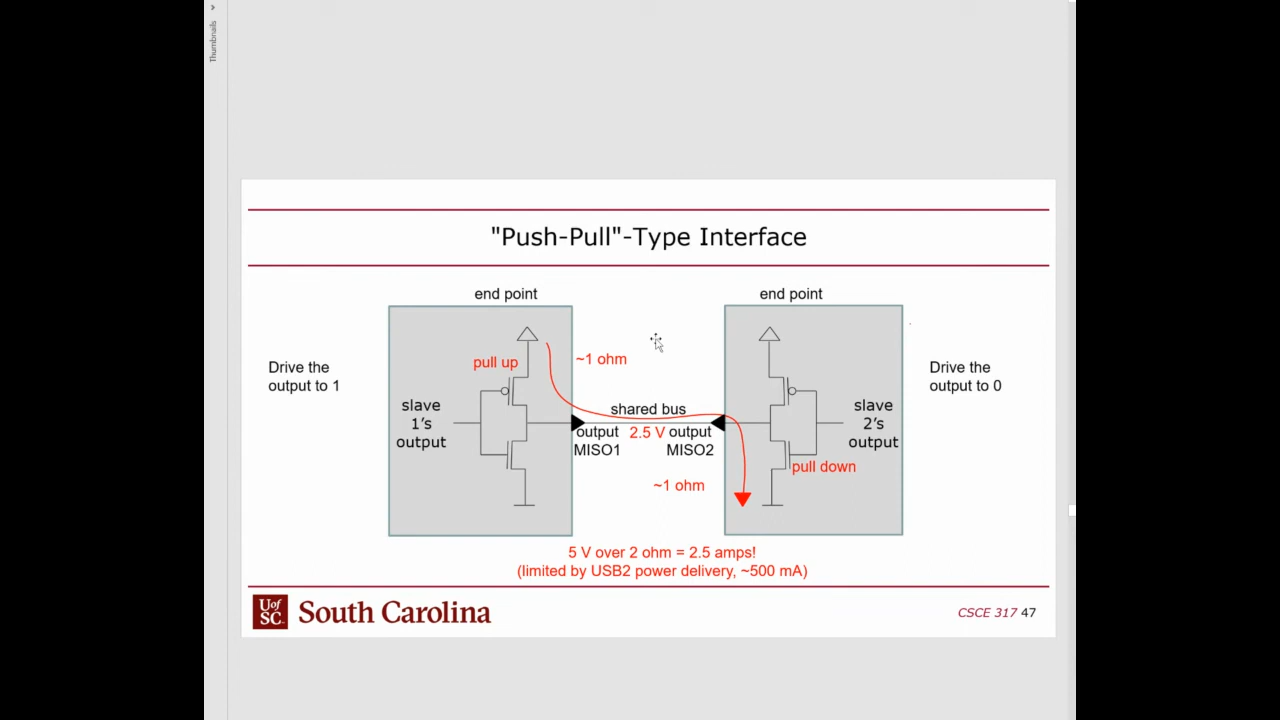 Thumbnails
"Push-Pull"-Type Interface
end point
end point
Drive the
output to 1
pull up
~1 ohm
Drive the
output to 0
slave
1's
output
shared bus
output
MISO1
2.5 V
output
MISO2
slave
2's
output
pull down
~1 ohm
5 V over 2 ohm = 2.5 amps!
(limited by USB2 power delivery, ~500 mA)
UofSC
South Carolina
CSCE 317 47